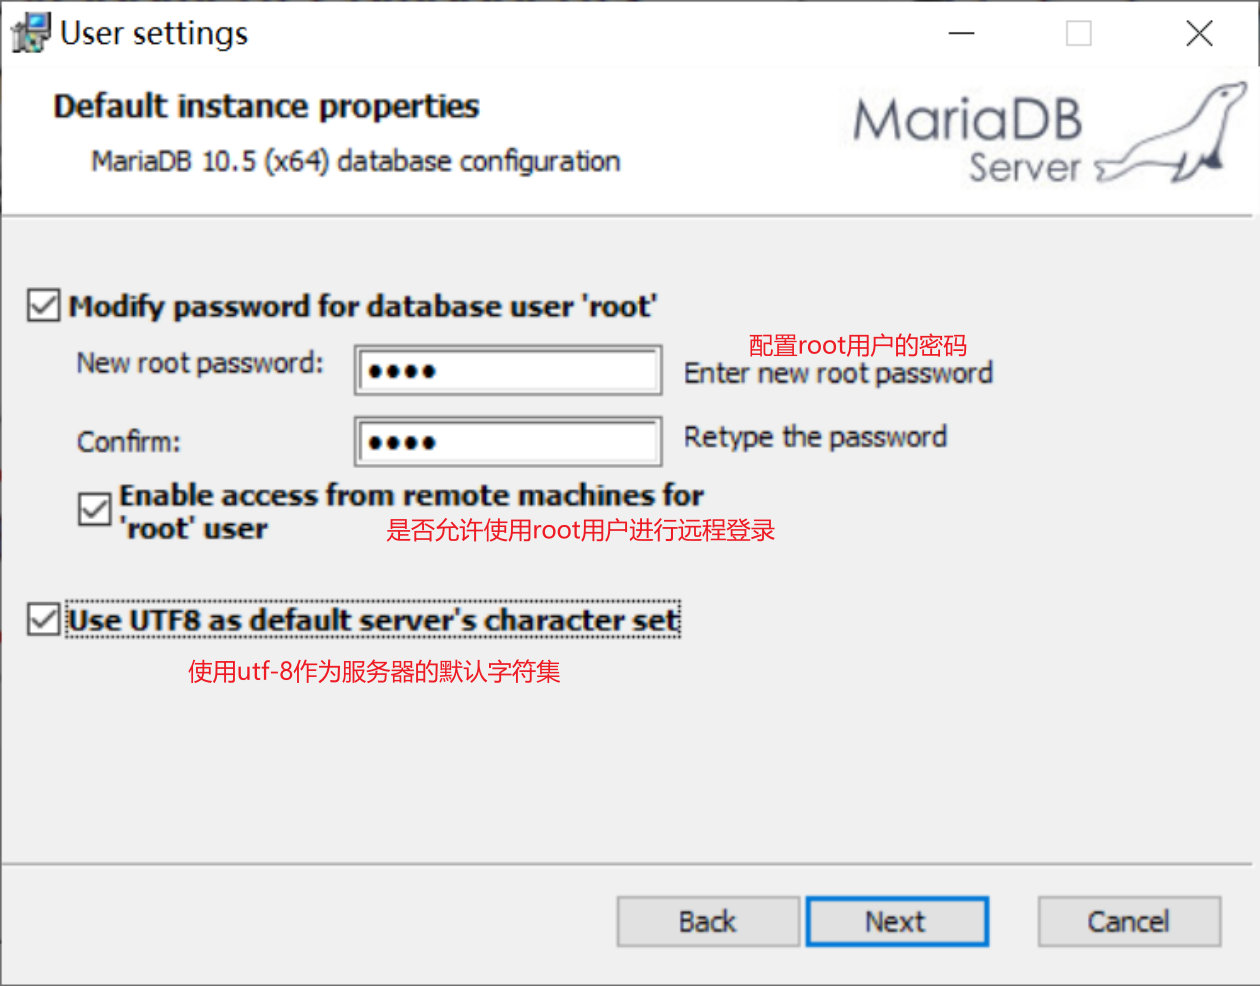 User settings
Default instance properties
MariaDB 10.5 (x64) database configuration
MariaDB
Server
Modify password for database user 'root'
配置root用户的密码
New root password:
Enter new root password
Confirm:
Retype the password
Enable access from remote machines for
'root' user
是否允许使用root用户进行远程登录
Use UTF8 as default server's character set
使用utf-8作为服务器的默认字符集
Back
Next
Cancel